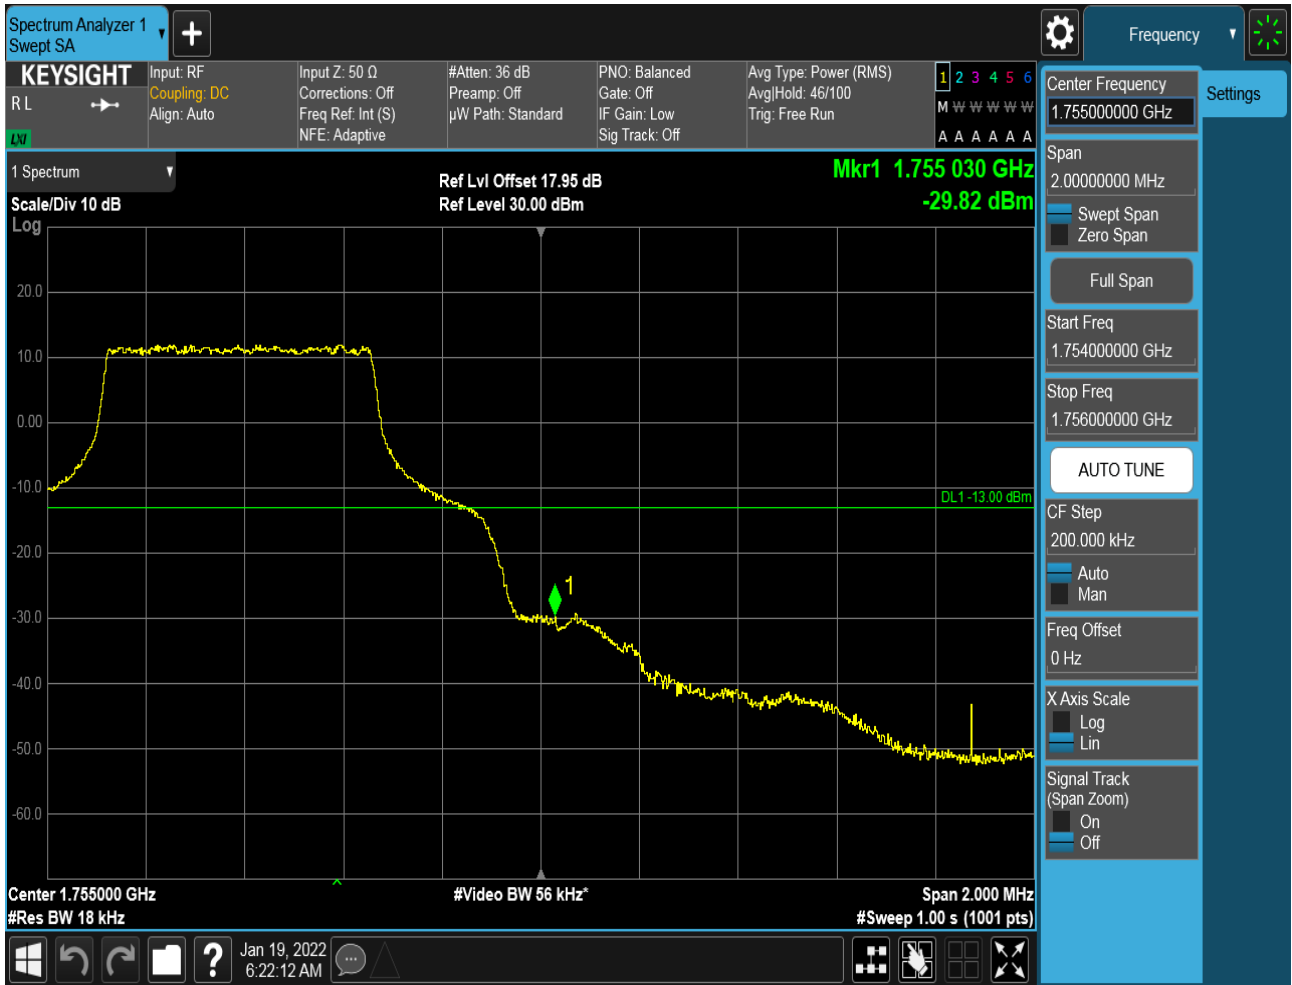 Spectrum Analyzer 1
Swept SA
Frequency
KEYSIGHT
R L
LXI
Input: RF
Coupling: DC
Align: Auto
Input Z: 50 Ω
Corrections: Off
Freq Ref: Int (S)
NFE: Adaptive
#Atten: 36 dB
Preamp: Off
µW Path: Standard
PNO: Balanced
Gate: Off
IF Gain: Low
Sig Track: Off
Avg Type: Power (RMS)
Avg|Hold: 46/100
Trig: Free Run
1 2 3 4 5 6
M W W W W W
A A A A A A
1 Spectrum
Scale/Div 10 dB
Log
Ref Lvl Offset 17.95 dB
Ref Level 30.00 dBm
Mkr1 1.755 030 GHz
-29.82 dBm
20.0
10.0
0.00
-10.0
-20.0
-30.0
-40.0
-50.0
-60.0
DL1 -13.00 dBm
1
Center 1.755000 GHz
#Res BW 18 kHz
#Video BW 56 kHz*
Span 2.000 MHz
#Sweep 1.00 s (1001 pts)
Jan 19, 2022
6:22:12 AM
Center Frequency
1.755000000 GHz
Settings
Span
2.00000000 MHz
Swept Span
Zero Span
Full Span
Start Freq
1.754000000 GHz
Stop Freq
1.756000000 GHz
AUTO TUNE
CF Step
200.000 kHz
Auto
Man
Freq Offset
0 Hz
X Axis Scale
Log
Lin
Signal Track
(Span Zoom)
On
Off